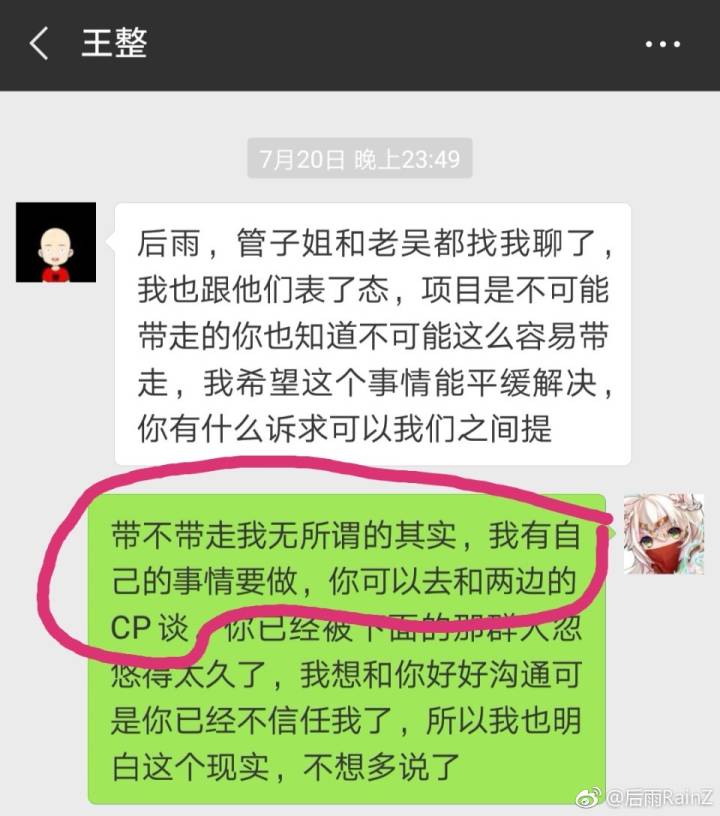 王整
7月20日 晚上23:49
后雨，管子姐和老吴都找我聊了，
我也跟他们表了态，项目是不可能
带走的你也知道不可能这么容易带
走，我希望这个事情能平缓解决，
你有什么诉求可以我们之间提
带不带走我无所谓的其实，我有自
己的事情要做，你可以去和两边的
CP谈，你已经被下面的那群人忽
悠得太久了，我想和你好好沟通可
是你已经不信任我了，所以我也明
白这个现实，不想多说了
@后雨RainZ